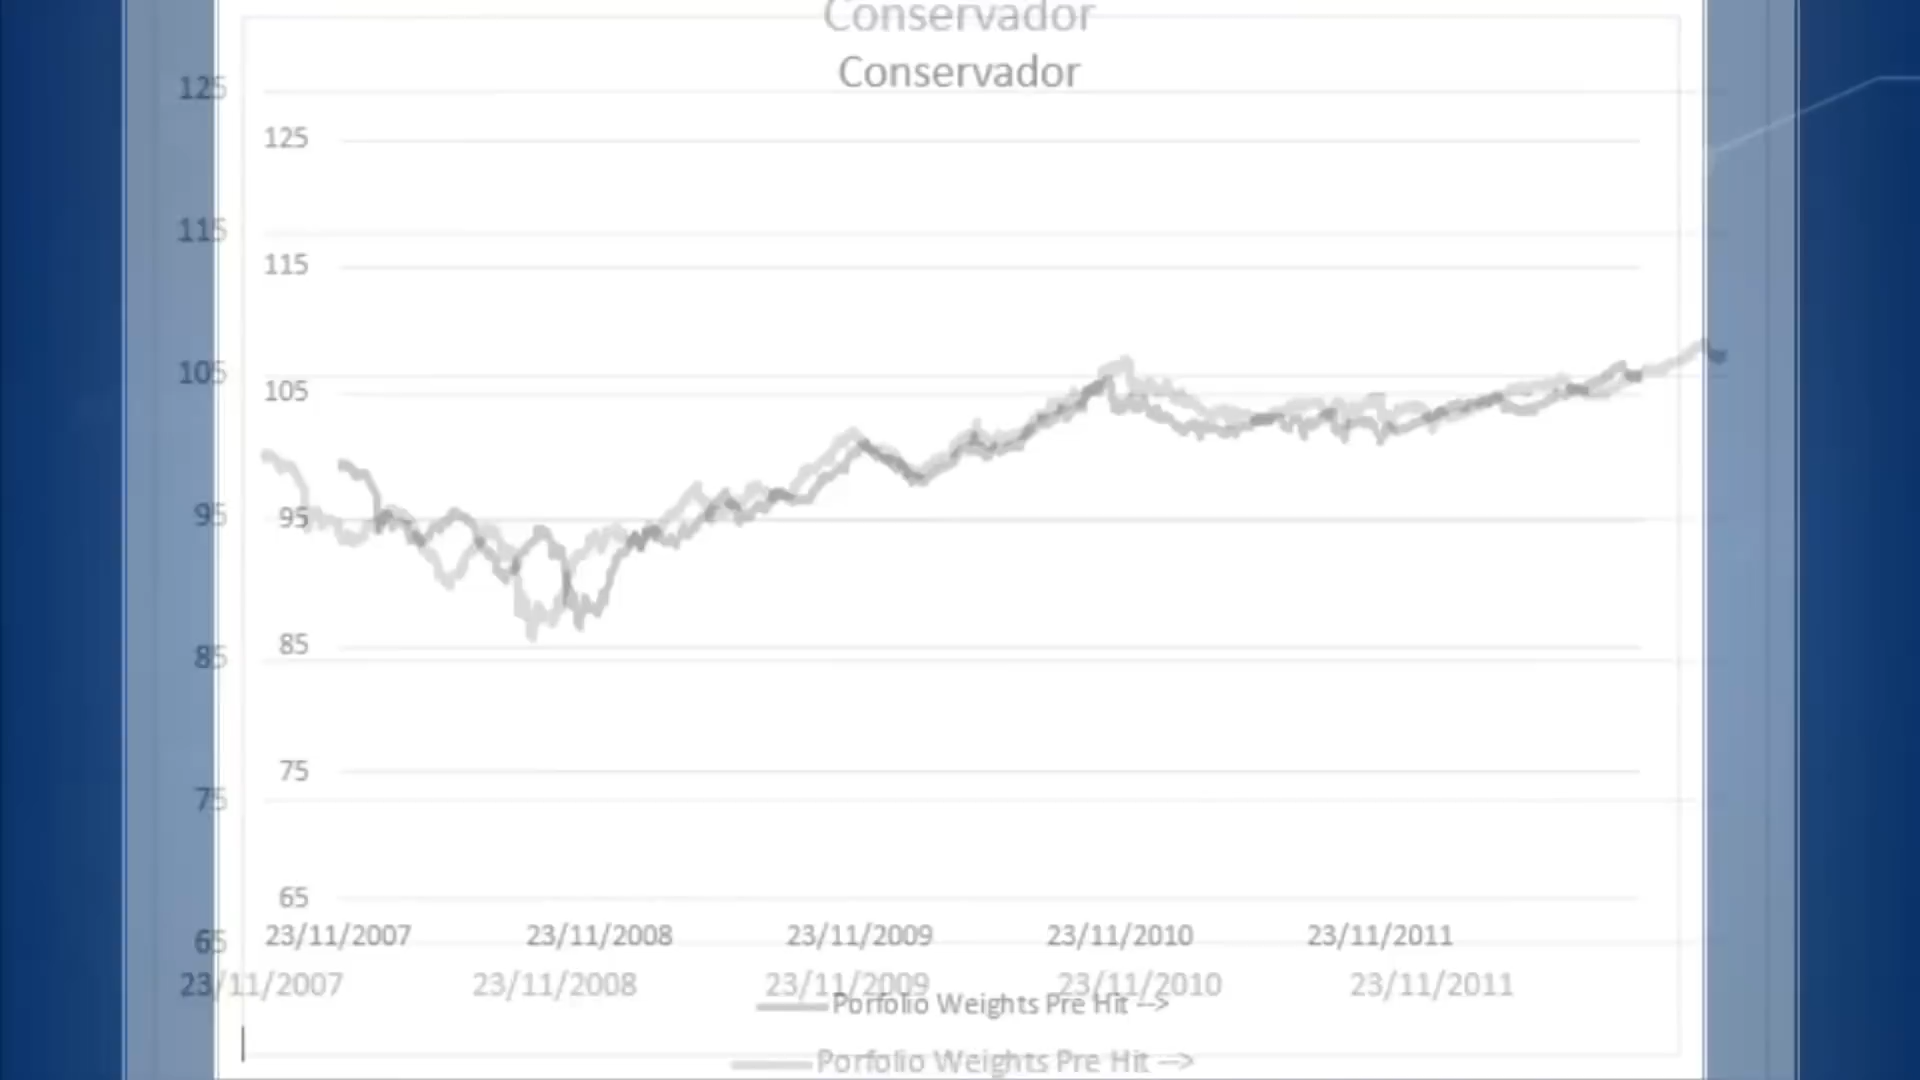 Conservador
Conservador
125
125
115
115
105
105
95
95
85
85
75
75
65
23/11/2007 23/11/2008 23/11/2009 23/11/2010 23/11/2011
65
23/11/2007 23/11/2008 23/11/2009 23/11/2010 23/11/2011
Porfolio Weights Pre Hit -->
Porfolio Weights Pre Hit -->